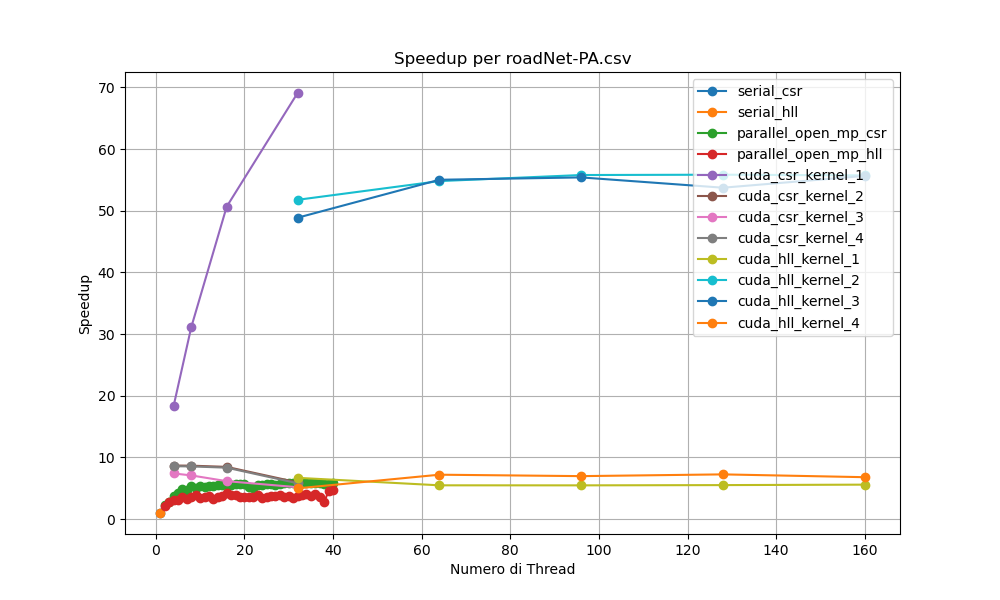 Speedup per roadNet-PA.csv
70
60
50
40
30
20
10
0
Speedup
0 20 40 60 80 100 120 140 160
Numero di Thread
serial_csr
serial_hll
parallel_open_mp_csr
parallel_open_mp_hll
cuda_csr_kernel_1
cuda_csr_kernel_2
cuda_csr_kernel_3
cuda_csr_kernel_4
cuda_hll_kernel_1
cuda_hll_kernel_2
cuda_hll_kernel_3
cuda_hll_kernel_4